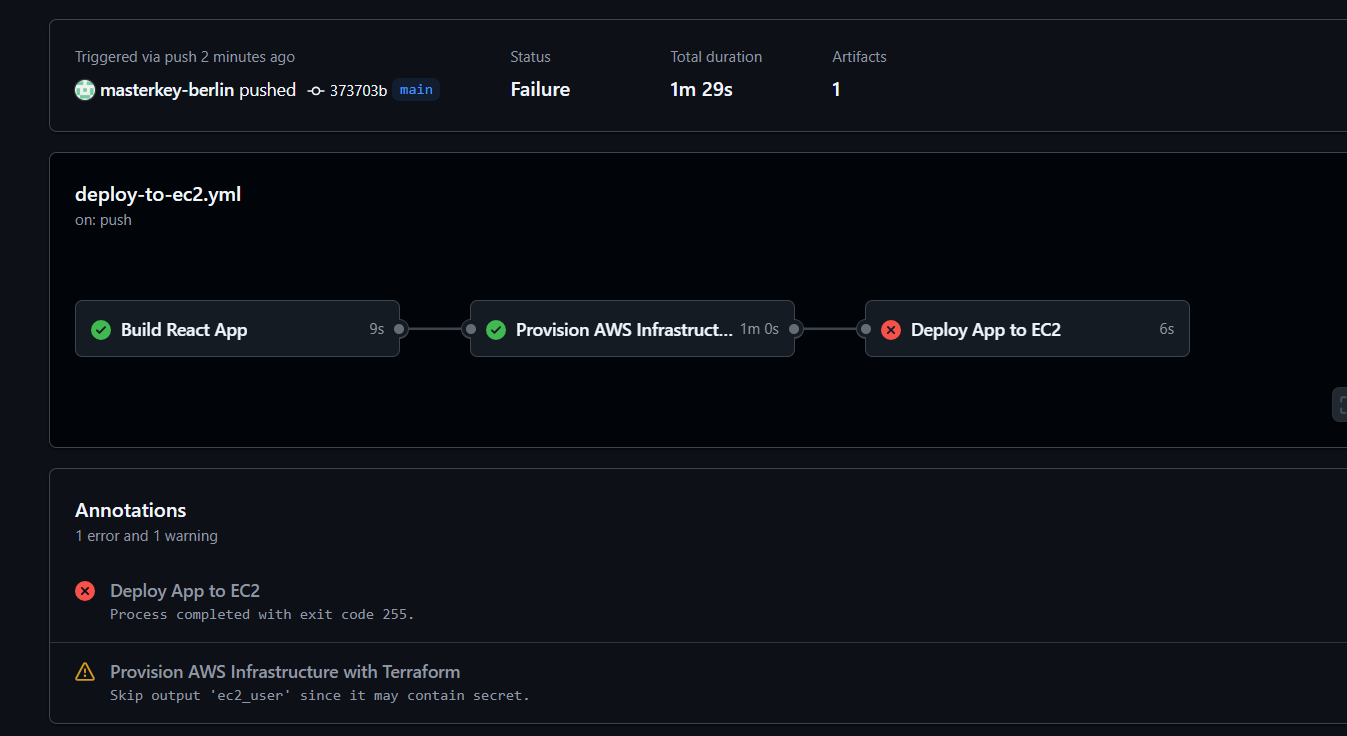 Triggered via push 2 minutes ago
masterkey-berlin pushed 373703b main
Status
Failure
Total duration
1m 29s
Artifacts
1
deploy-to-ec2.yml
on: push
Build React App 9s
Provision AWS Infrastruct... 1m 0s
Deploy App to EC2 6s
Annotations
1 error and 1 warning
Deploy App to EC2
Process completed with exit code 255.
Provision AWS Infrastructure with Terraform
Skip output 'ec2_user' since it may contain secret.